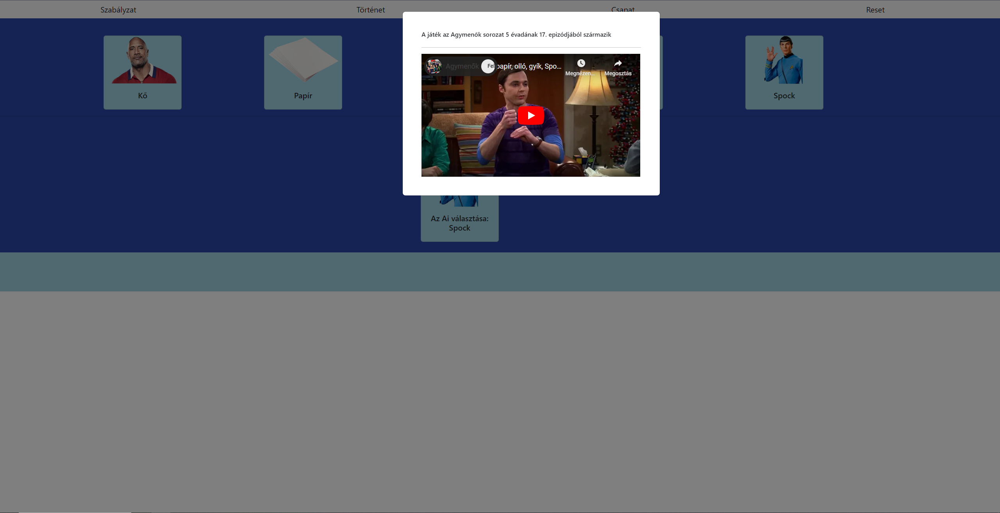 Szabályzat
Történet
Csapat
Reset
A játék az Agymenők sorozat 5 évadának 17. epizódjából származik
Agymenők
Fel
papír, olló, gyík, Spo...
Megnézen...
Megosztás
Kő
Papír
Spock
Az Ai választása:
Spock